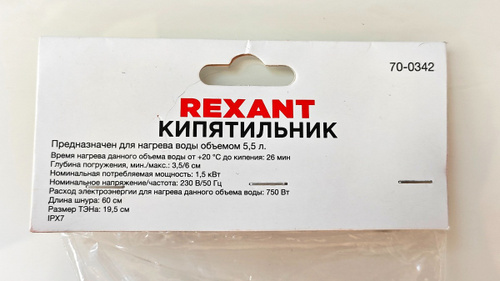 70-0342
REXANT
КИПЯТИЛЬНИК
Предназначен для нагрева воды объемом 5,5 л.
Время нагрева данного объема воды от +20 °С до кипения: 26 мин
Глубина погружения, мин./макс.: 3,5/6 см
Номинальная потребляемая мощность: 1,5 кВт
Номинальное напряжение/частота: 230 В/50 Гц
Расход электроэнергии для нагрева данного объема воды: 750 Вт
Длина шнура: 60 см
Размер ТЭНа: 19,5 см
IPX7